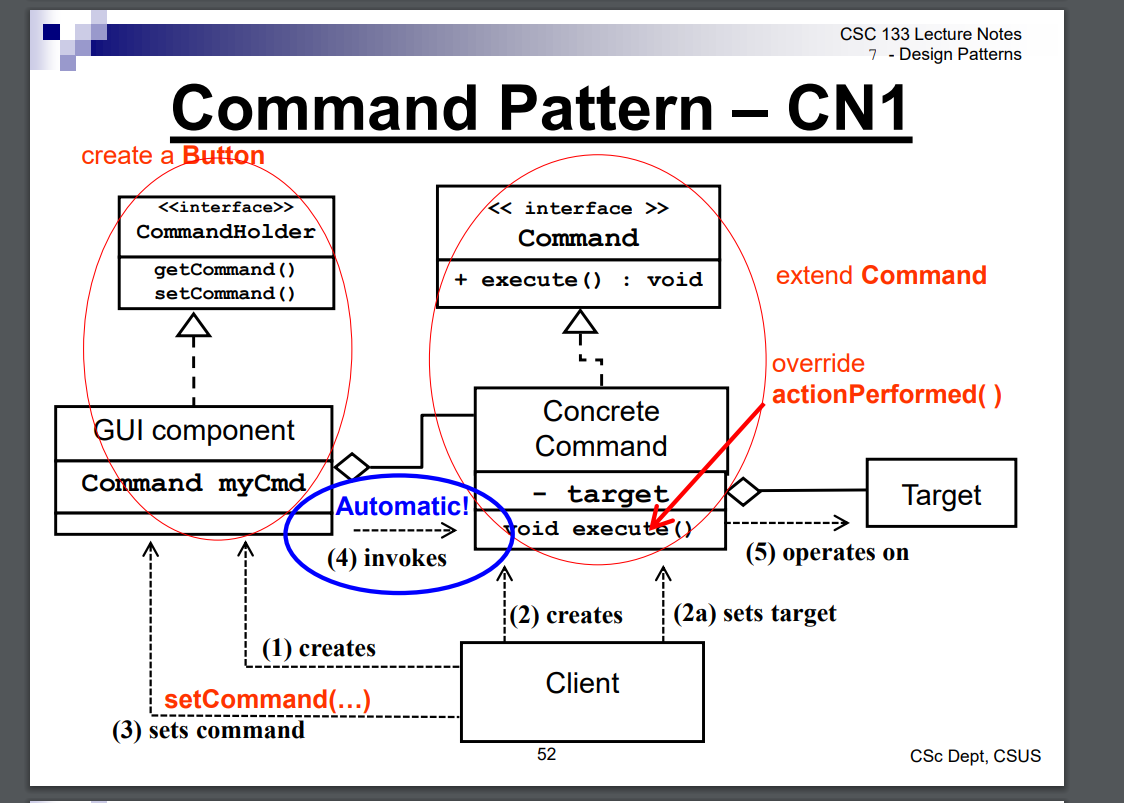 CSC 133 Lecture Notes
7 - Design Patterns
Command Pattern – CN1
create a Button
<<interface>>
CommandHolder
getCommand()
setCommand()
<< interface >>
Command
+ execute() : void
extend Command
override
actionPerformed( )
GUI component
Command myCmd
Concrete
Command
- target
void execute()
Target
Automatic!
(4) invokes
(5) operates on
(2) creates
(2a) sets target
(1) creates
Client
setCommand(…)
(3) sets command
52
CSc Dept, CSUS